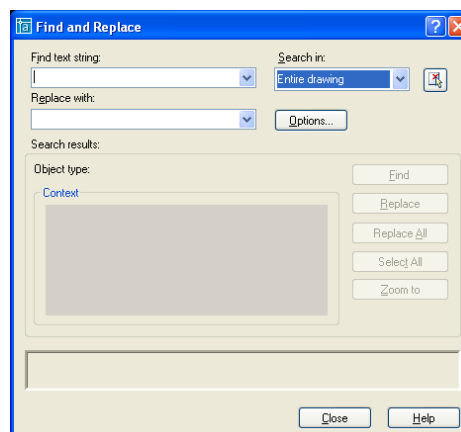 Find and Replace
Find text string:
Search in:
Entire drawing
Replace with:
Options...
Search results:
Object type:
Context
Find
Replace
Replace All
Select All
Zoom to
Close
Help